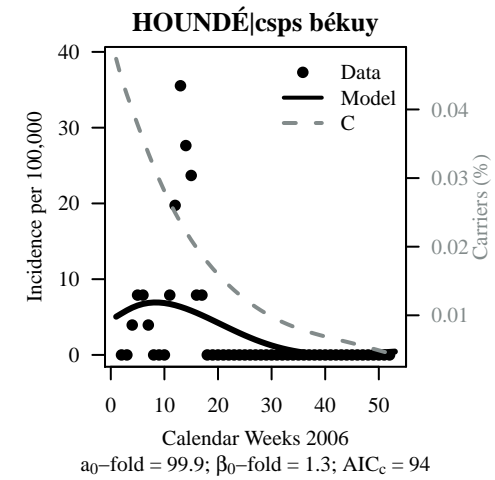 HOUNDÉ|csps békuy
40
30
20
10
0
Incidence per 100,000
Data
Model
C
0.04
0.03
0.02
0.01
Carriers (%)
0 10 20 30 40 50
Calendar Weeks 2006
a₀−fold = 99.9; β₀−fold = 1.3; AICc = 94